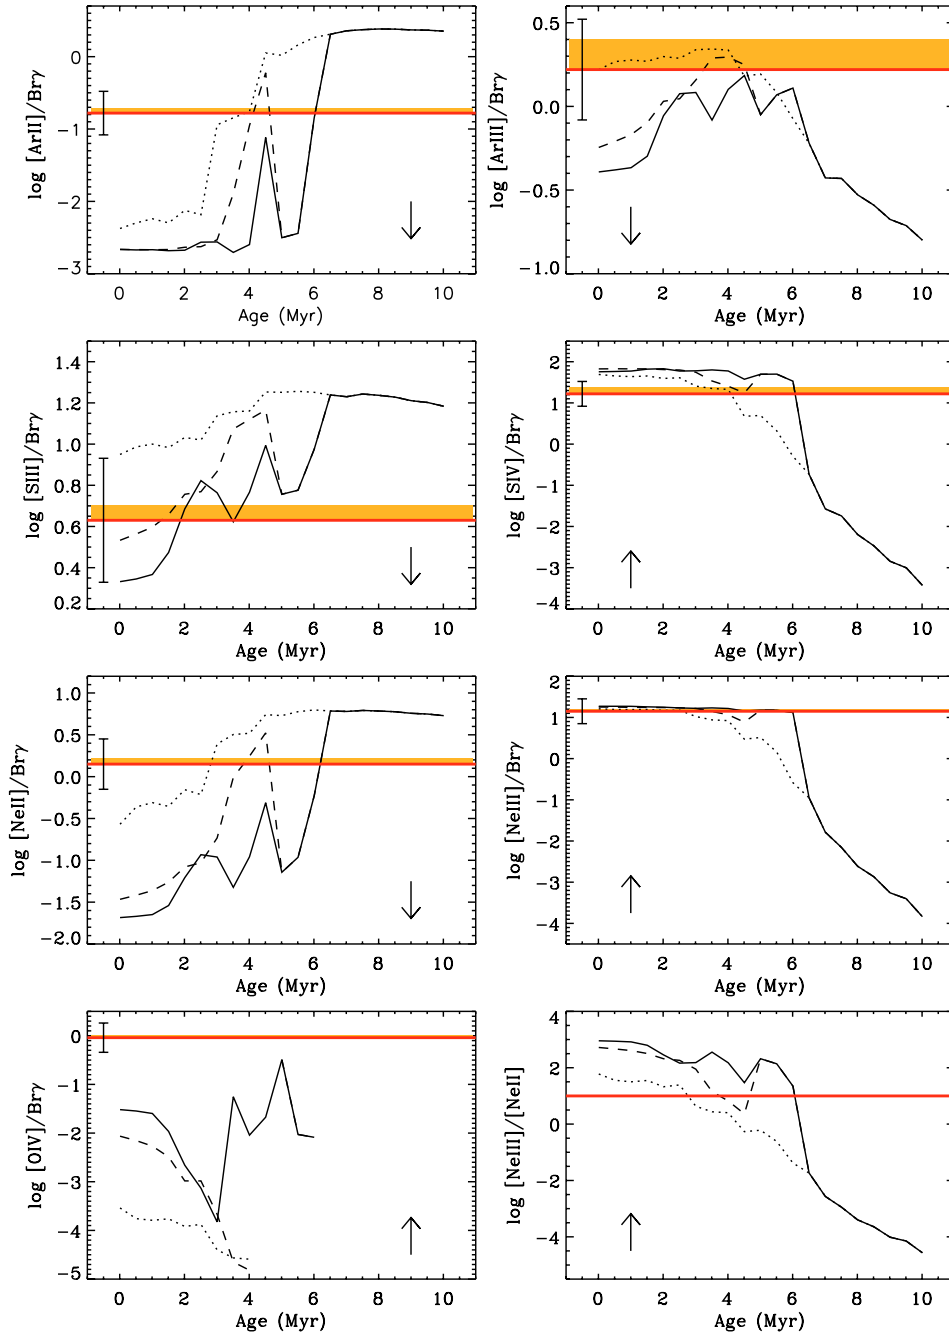 log [ArII]/Brγ
0
−1
−2
−3
0 2 4 6 8 10
Age (Myr)
log [ArIII]/Brγ
0.5
0.0
−0.5
−1.0
0 2 4 6 8 10
Age (Myr)
log [SIII]/Brγ
1.4
1.2
1.0
0.8
0.6
0.4
0.2
0 2 4 6 8 10
Age (Myr)
log [SIV]/Brγ
2
1
0
−1
−2
−3
−4
0 2 4 6 8 10
Age (Myr)
log [NeII]/Brγ
1.0
0.5
0.0
−0.5
−1.0
−1.5
−2.0
0 2 4 6 8 10
Age (Myr)
log [NeIII]/Brγ
2
1
0
−1
−2
−3
−4
0 2 4 6 8 10
Age (Myr)
log [OIV]/Brγ
0
−1
−2
−3
−4
−5
0 2 4 6 8 10
Age (Myr)
log [NeIII]/[NeII]
4
2
0
−2
−4
0 2 4 6 8 10
Age (Myr)